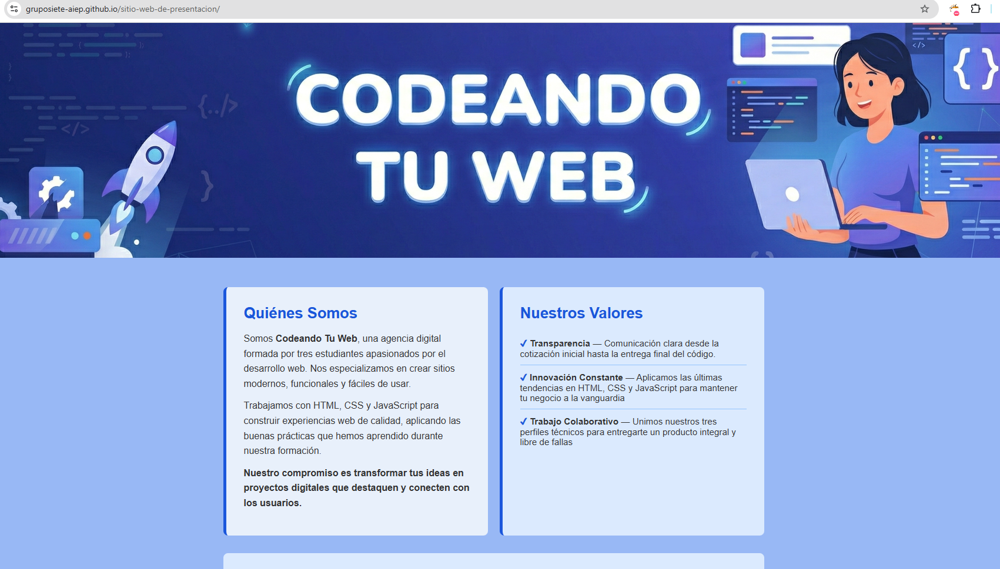 gruposiete-aiep.github.io/sitio-web-de-presentacion/
CODEANDO
TU WEB
Quiénes Somos
Somos Codeando Tu Web, una agencia digital
formada por tres estudiantes apasionados por el
desarrollo web. Nos especializamos en crear sitios
modernos, funcionales y fáciles de usar.
Trabajamos con HTML, CSS y JavaScript para
construir experiencias web de calidad, aplicando las
buenas prácticas que hemos aprendido durante
nuestra formación.
Nuestro compromiso es transformar tus ideas en
proyectos digitales que destaquen y conecten con
los usuarios.
Nuestros Valores
✔ Transparencia — Comunicación clara desde la
cotización inicial hasta la entrega final del código.
✔ Innovación Constante — Aplicamos las últimas
tendencias en HTML, CSS y JavaScript para mantener
tu negocio a la vanguardia
✔ Trabajo Colaborativo — Unimos nuestros tres
perfiles técnicos para entregarte un producto integral y
libre de fallas